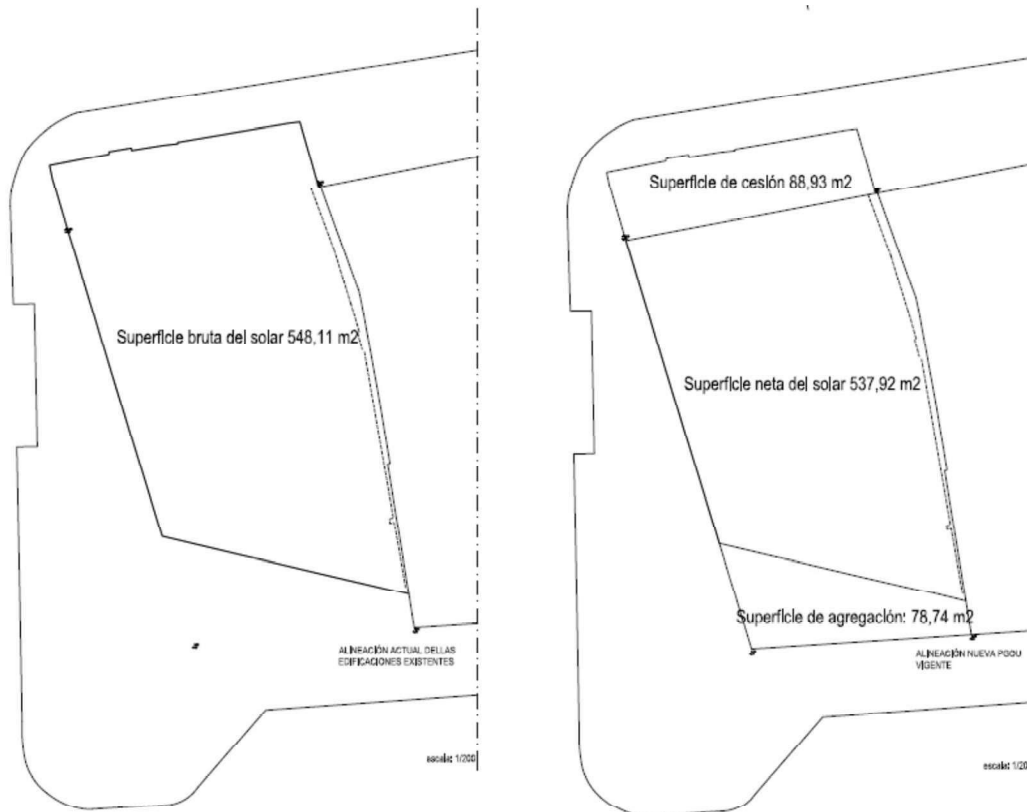 Superficie bruta del solar 548,11 m2
ALINEACIÓN ACTUAL DELLAS
EDIFICACIONES EXISTENTES
escala: 1/200
Superficie de cesión 88,93 m2
Superficie neta del solar 537,92 m2
Superficie de agregación: 78,74 m2
ALINEACIÓN NUEVA PGOU
VIGENTE
escala: 1/20